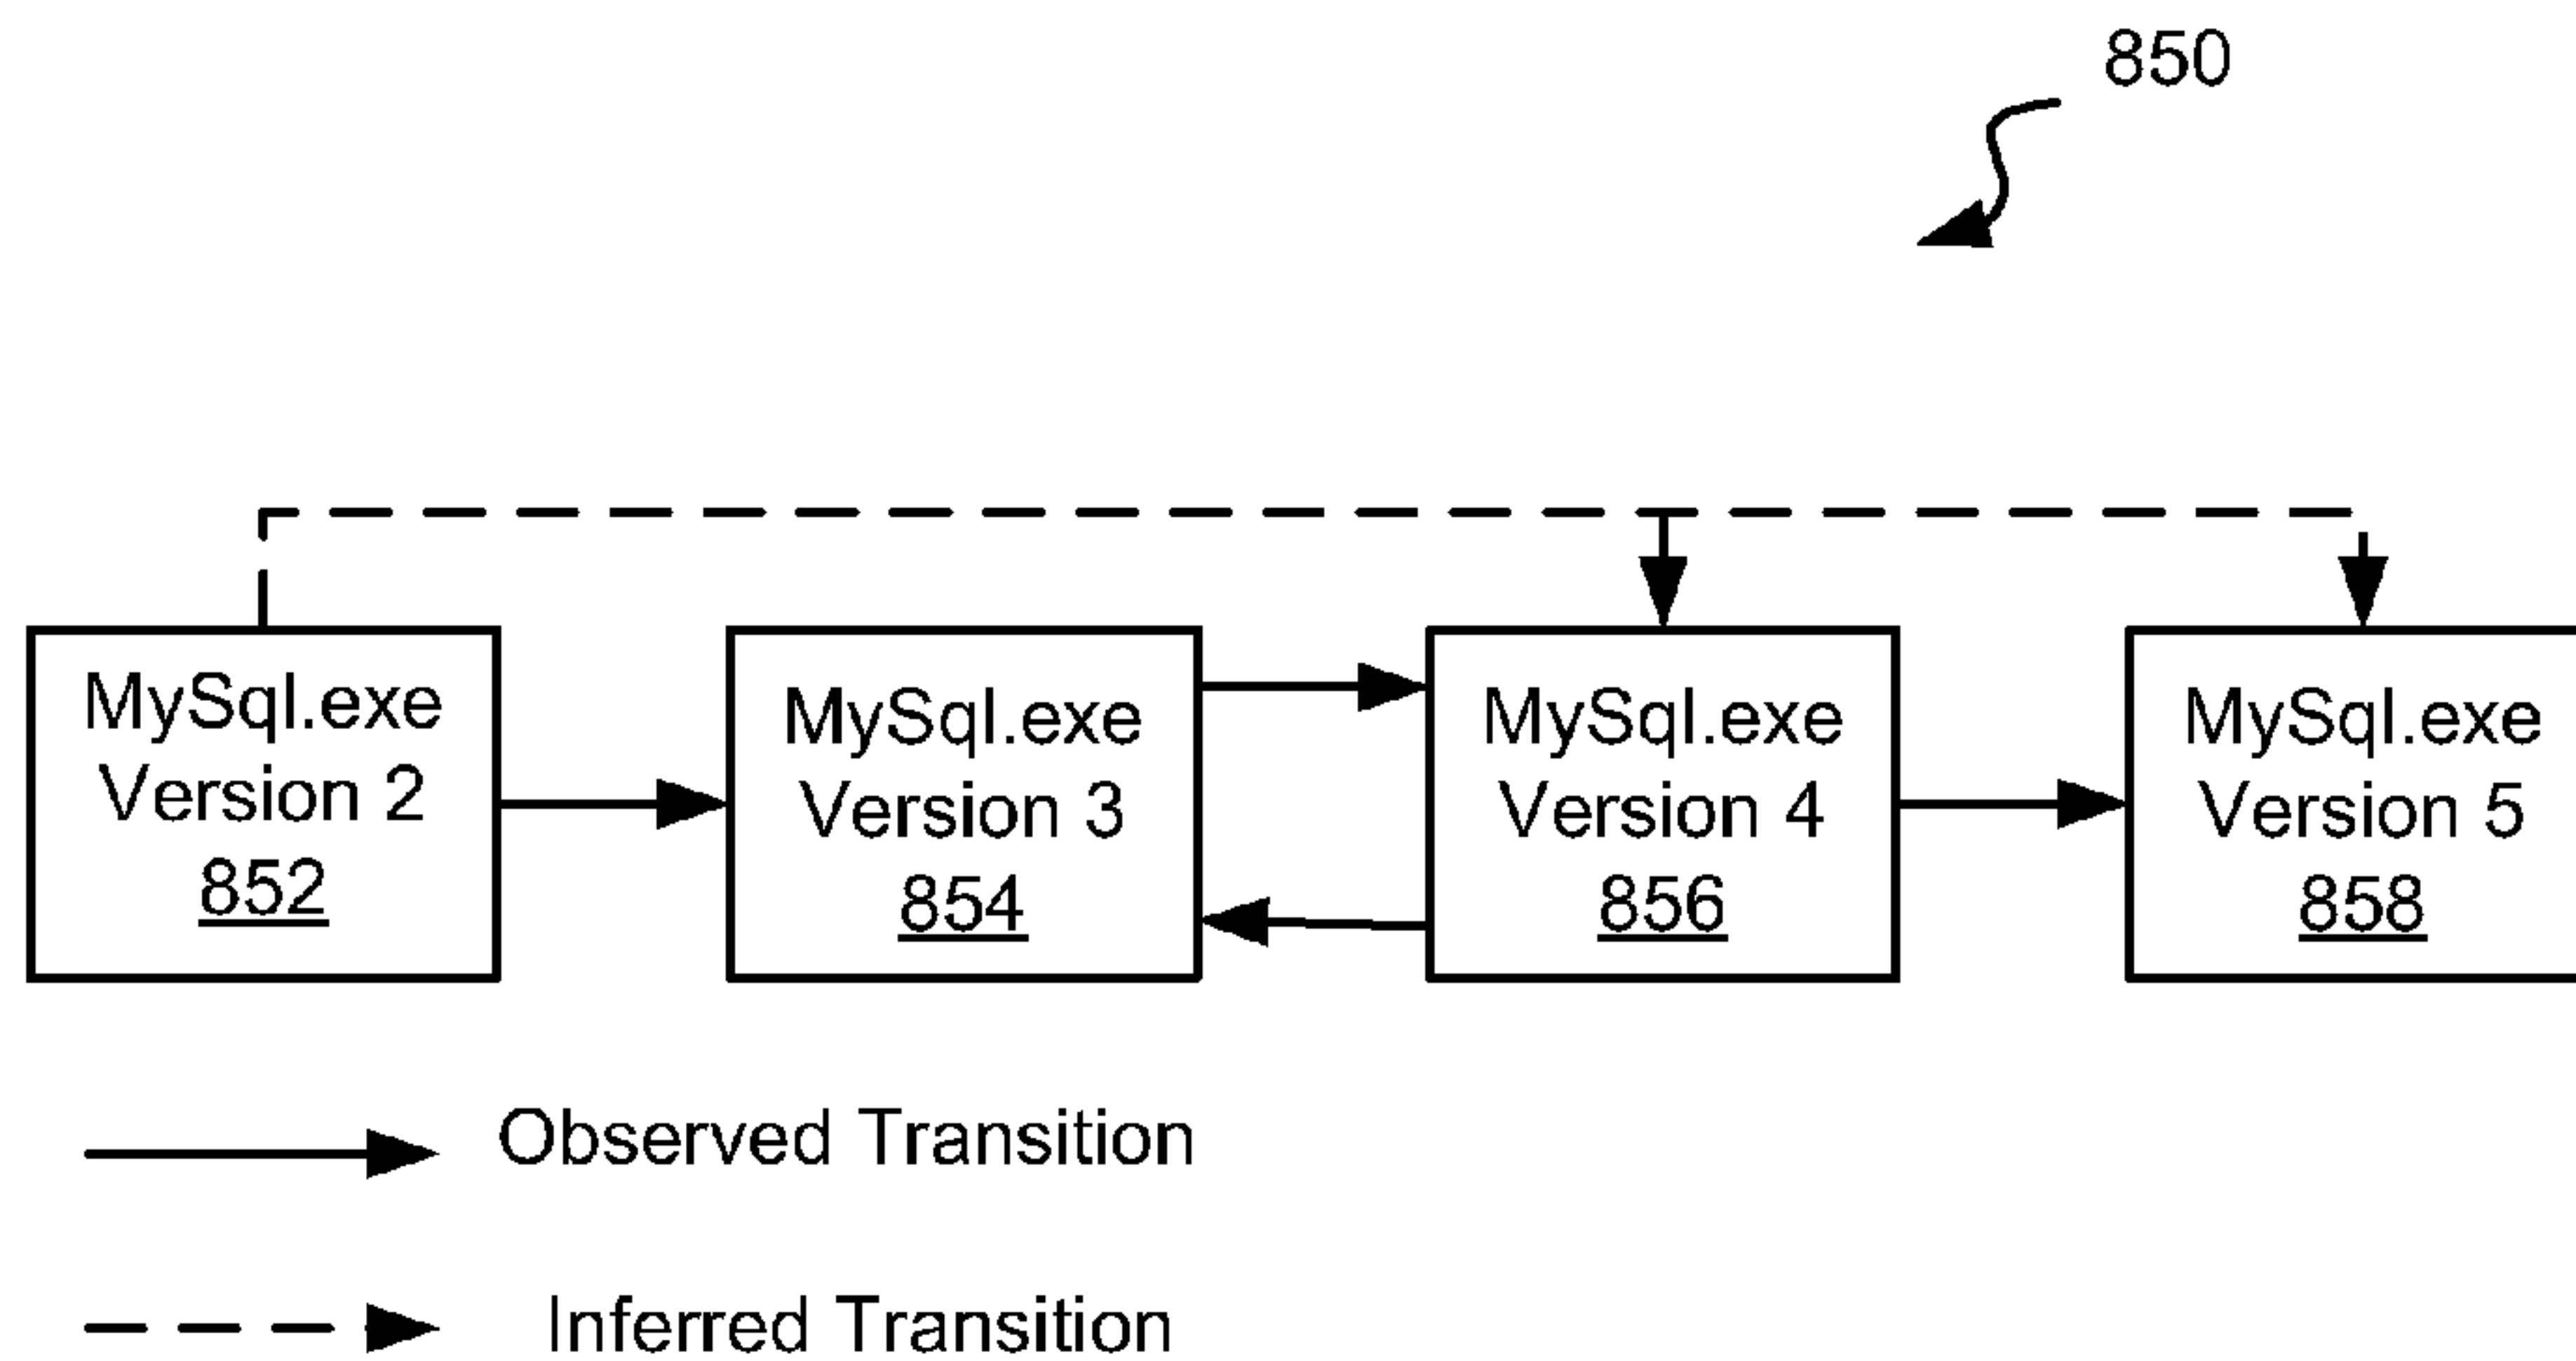 850
MySql.exe
Version 2
852
MySql.exe
Version 3
854
MySql.exe
Version 4
856
MySql.exe
Version 5
858
Observed Transition
Inferred Transition